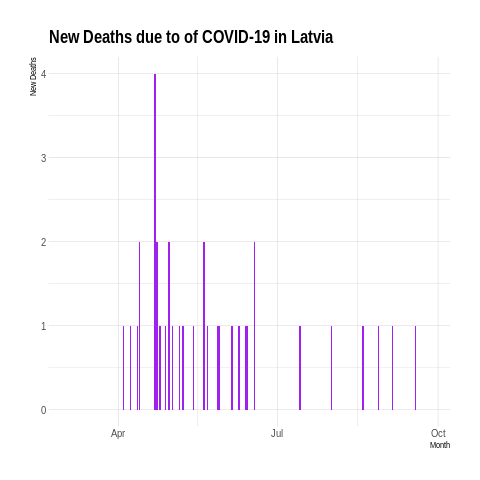 New Deaths due to of COVID-19 in Latvia
New Deaths
4
3
2
1
0
Apr
Jul
Oct
Month